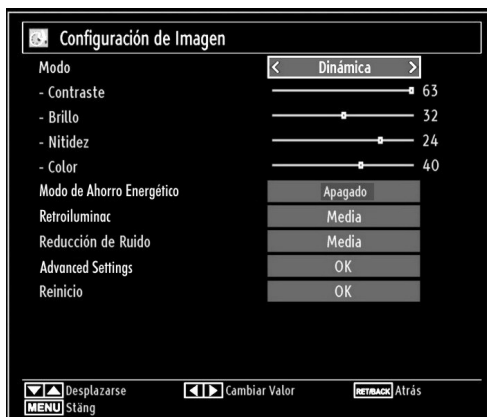 Configuración de Imagen
Modo < Dinámica >
- Contraste 63
- Brillo 32
- Nitidez 24
- Color 40
Modo de Ahorro Energético Apagado
Retroiluminac Media
Reducción de Ruido Media
Advanced Settings OK
Reinicio OK
Desplazarse Cambiar Valor RET/BACK Atrás
MENU Stäng